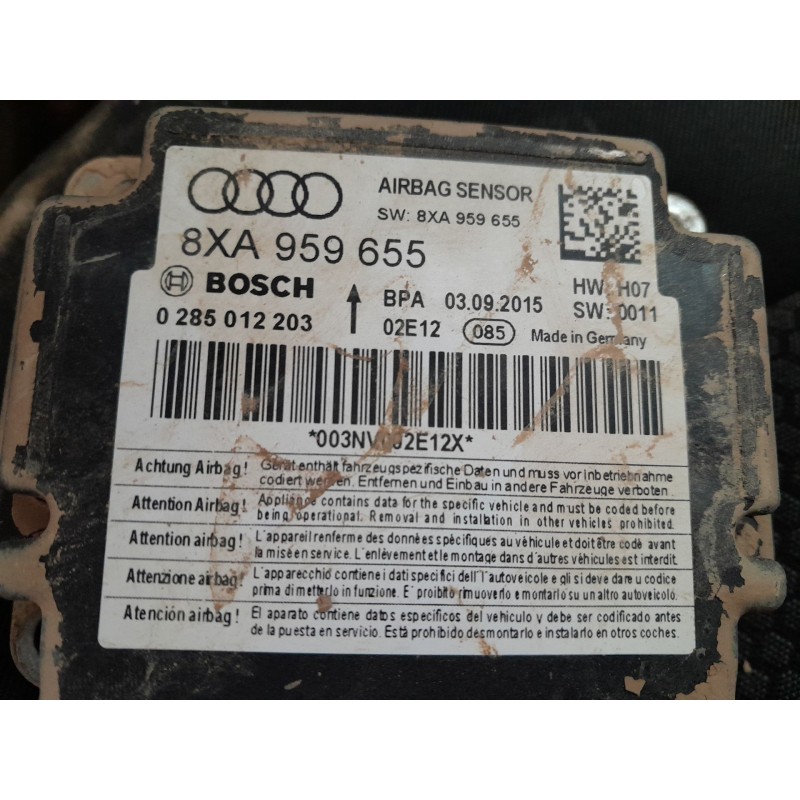 AIRBAG SENSOR
SW: 8XA 959 655
8XA 959 655
BOSCH
BPA 03.09.2015
HW: H07
SW: 0011
0 285 012 203
02E12 085 Made in Germany
Achtung Airbag! Gerät enthält fahrzeugspezifische Daten und muss vor Inbetriebnahme
codiert werden. Entfernen und Einbau in andere Fahrzeuge verboten.
Attention Airbag! Appliance contains data for the specific vehicle and must be coded before
being operational. Removal and installation in other vehicles prohibited.
Attention airbag! L'appareil renferme des données spécifiques au véhicule et doit être codé avant
la mise en service. L'enlèvement et le montage dans d'autres véhicules est interdit.
Attenzione airbag! L'apparecchio contiene i dati specifici dell'l'autoveicole e gli si deve dare u codice
prima di metterlo in funzione. E' proibito rimuoverlo e montarlo su un altro autoveicolo.
Atención airbag! El aparato contiene datos especificos del vehículo y debe ser codificado antes
de la puesta en servicio. Está prohibido desmontarlo e instalarlo en otros coches.